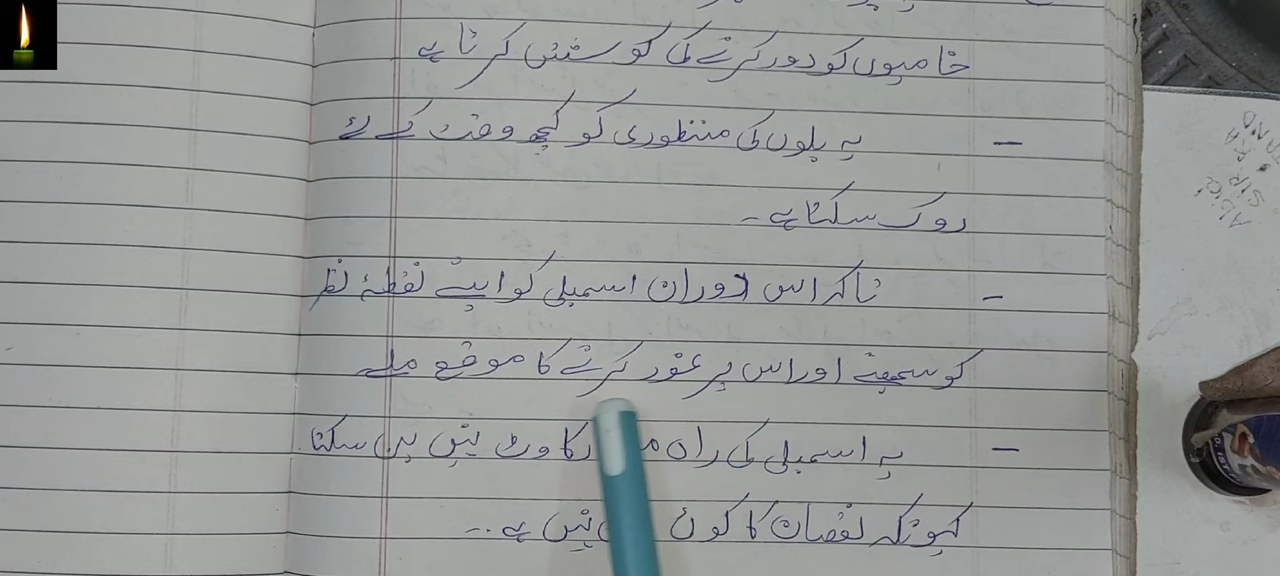 خامیوں کو دور کرنے کی کوشش کرتا ہے
– یہ بلوں کی منظوری کو کچھ وقت کے لئے
روک سکتا ہے۔
– تاکہ اس دوران اسمبلی کو اپنے نقطۂ نظر
کو سمجھنے اور اس پر غور کرنے کا موقع ملے
– یہ اسمبلی کی راہ رکاوٹ نہیں بن سکتا
کیونکہ نقصان کا کوئی نہیں ہے۔۔
SIR